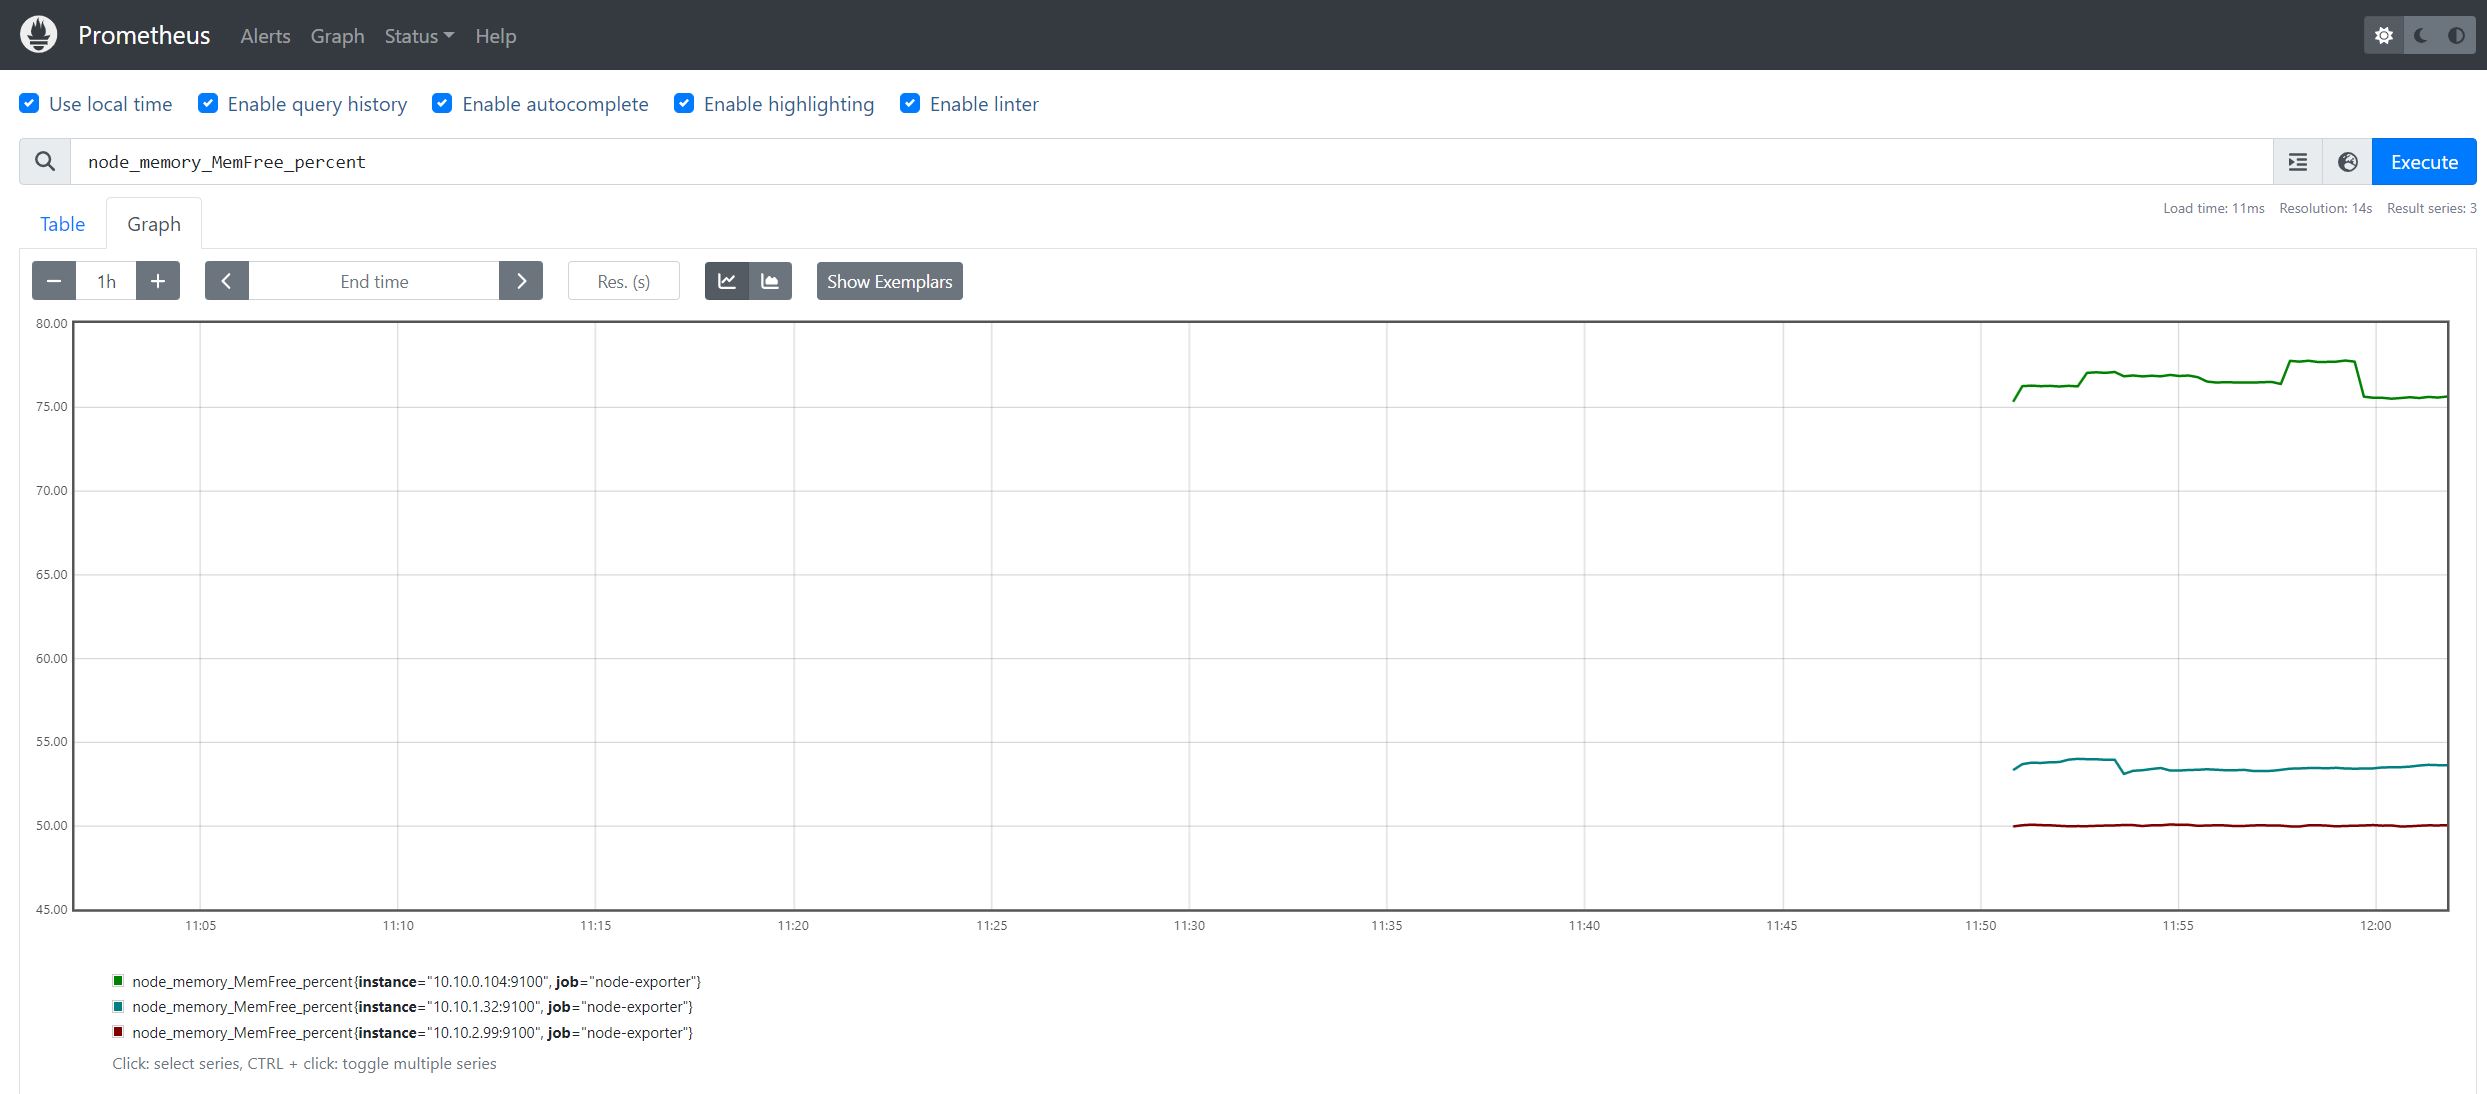 Prometheus Alerts Graph Status Help
Use local time Enable query history Enable autocomplete Enable highlighting Enable linter
node_memory_MemFree_percent Execute
Load time: 11ms Resolution: 14s Result series: 3
Table Graph
1h End time Res. (s) Show Exemplars
80.00
75.00
70.00
65.00
60.00
55.00
50.00
45.00
11:05 11:10 11:15 11:20 11:25 11:30 11:35 11:40 11:45 11:50 11:55 12:00
node_memory_MemFree_percent{instance="10.10.0.104:9100", job="node-exporter"}
node_memory_MemFree_percent{instance="10.10.1.32:9100", job="node-exporter"}
node_memory_MemFree_percent{instance="10.10.2.99:9100", job="node-exporter"}
Click: select series, CTRL + click: toggle multiple series